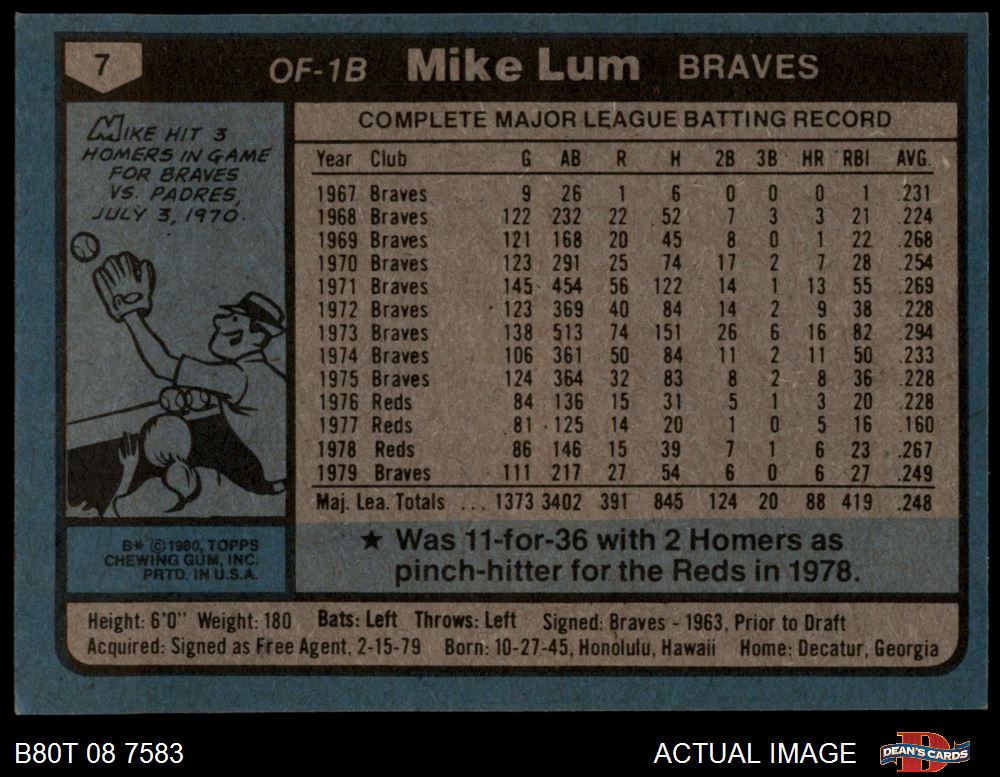 7
OF-1B Mike Lum BRAVES
MIKE HIT 3
HOMERS IN GAME
FOR BRAVES
VS. PADRES,
JULY 3, 1970.
COMPLETE MAJOR LEAGUE BATTING RECORD
Year Club G AB R H 2B 3B HR RBI AVG.
1967 Braves 9 26 1 6 0 0 0 1 .231
1968 Braves 122 232 22 52 7 3 3 21 .224
1969 Braves 121 168 20 45 8 0 1 22 .268
1970 Braves 123 291 25 74 17 2 7 28 .254
1971 Braves 145 454 56 122 14 1 13 55 .269
1972 Braves 123 369 40 84 14 2 9 38 .228
1973 Braves 138 513 74 151 26 6 16 82 .294
1974 Braves 106 361 50 84 11 2 11 50 .233
1975 Braves 124 364 32 83 8 2 8 36 .228
1976 Reds 84 136 15 31 5 1 3 20 .228
1977 Reds 81 125 14 20 1 0 5 16 .160
1978 Reds 86 146 15 39 7 1 6 23 .267
1979 Braves 111 217 27 54 6 0 6 27 .249
Maj. Lea. Totals ... 1373 3402 391 845 124 20 88 419 .248
B* ©1980, TOPPS
CHEWING GUM, INC.
PRTD. IN U.S.A.
★ Was 11-for-36 with 2 Homers as
pinch-hitter for the Reds in 1978.
Height: 6'0" Weight: 180 Bats: Left Throws: Left Signed: Braves - 1963, Prior to Draft
Acquired: Signed as Free Agent, 2-15-79 Born: 10-27-45, Honolulu, Hawaii Home: Decatur, Georgia
B80T 08 7583
ACTUAL IMAGE
DEAN'S CARDS